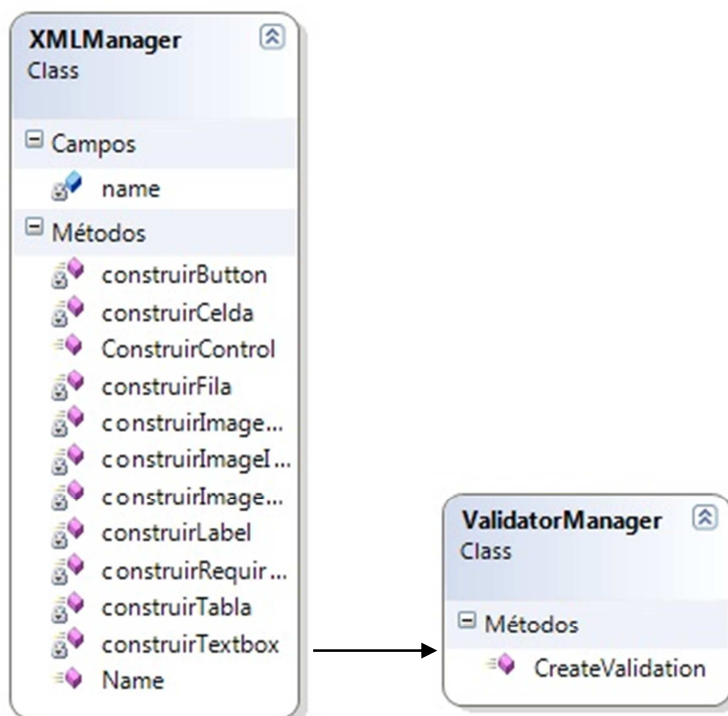 XMLManager
Class
Campos
name
Métodos
construirButton
construirCelda
ConstruirControl
construirFila
construirImage...
construirImageI...
construirImage...
construirLabel
construirRequir...
construirTabla
construirTextbox
Name
ValidatorManager
Class
Métodos
CreateValidation